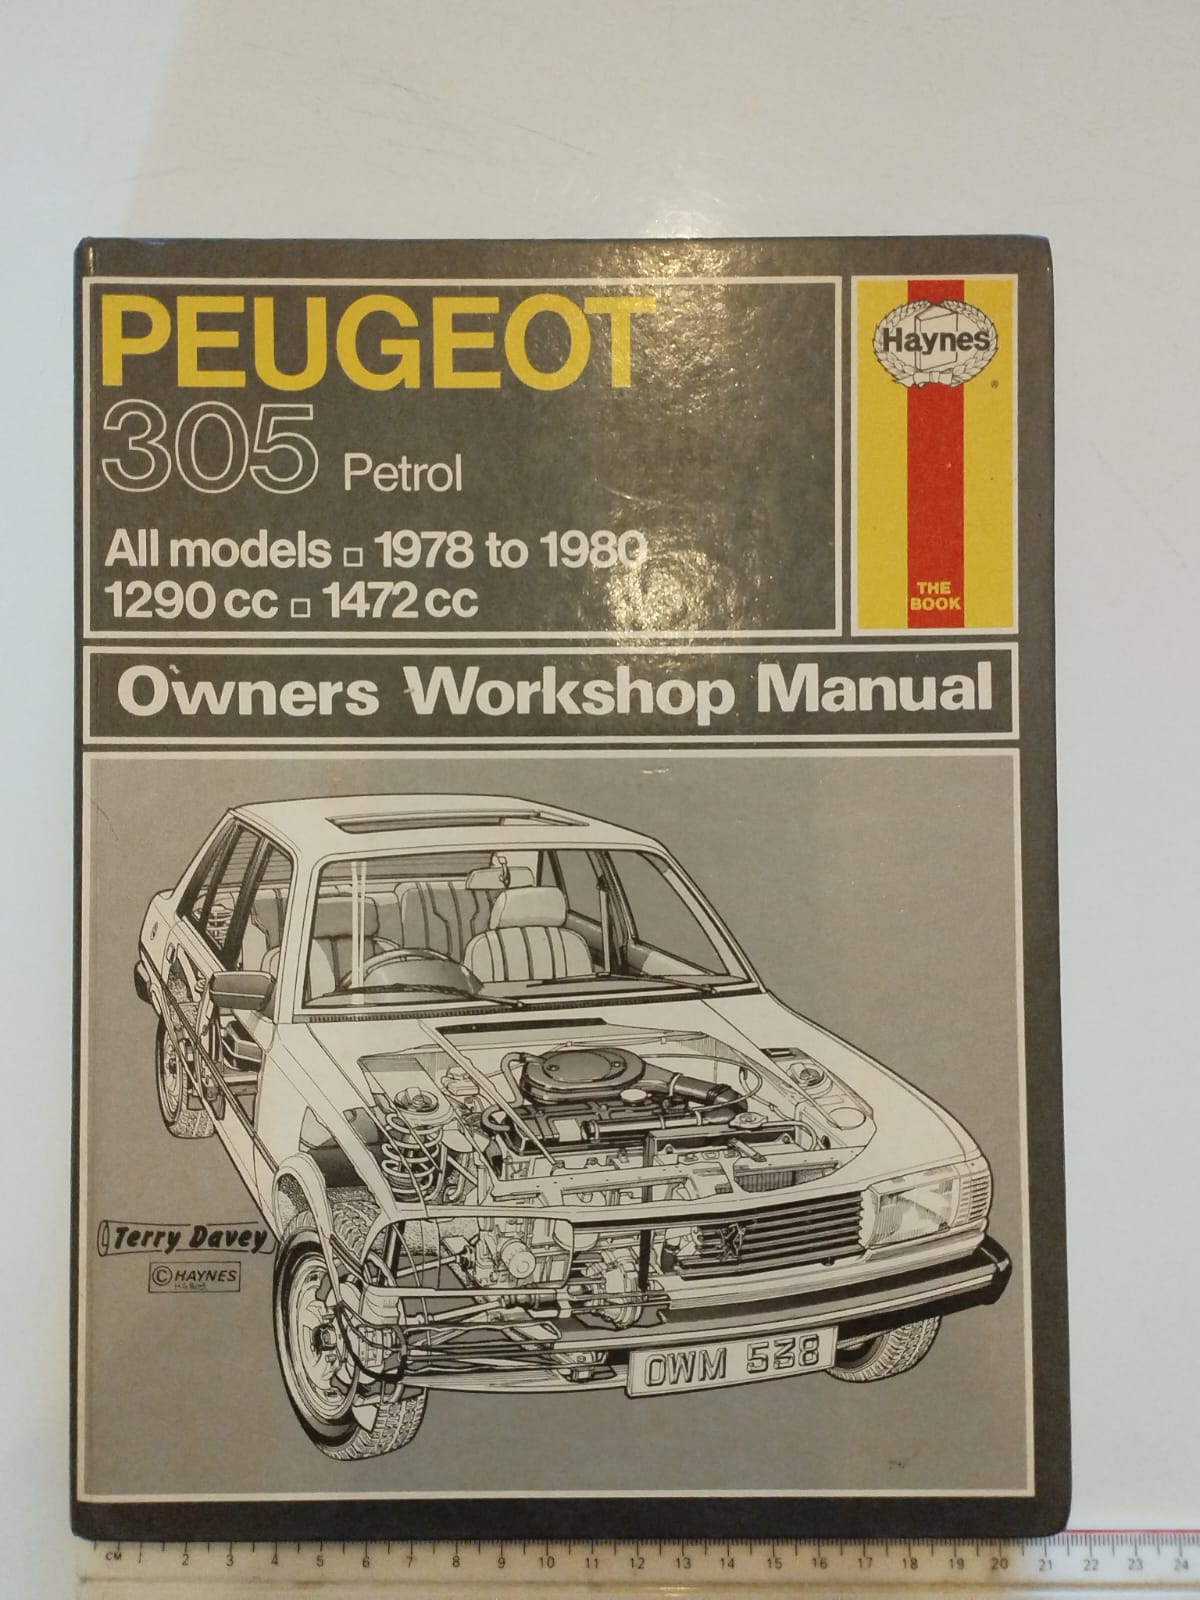 PEUGEOT
305 Petrol
All models □ 1978 to 1980
1290 cc □ 1472 cc
Haynes
®
THE
BOOK
Owners Workshop Manual
Terry Davey
© HAYNES
OWM 538
CM 1 2 3 4 5 6 7 8 9 10 11 12 13 14 15 16 17 18 19 20 21 22 23 24